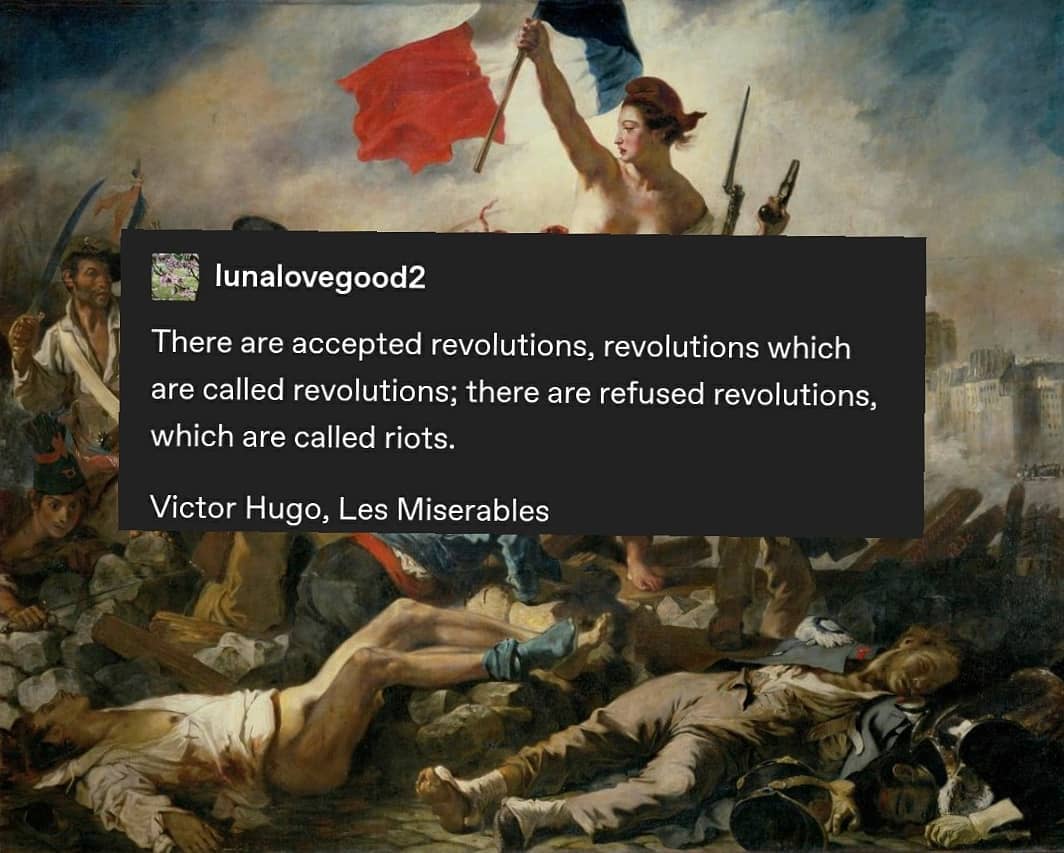 lunalovegood2
There are accepted revolutions, revolutions which
are called revolutions; there are refused revolutions,
which are called riots.
Victor Hugo, Les Miserables